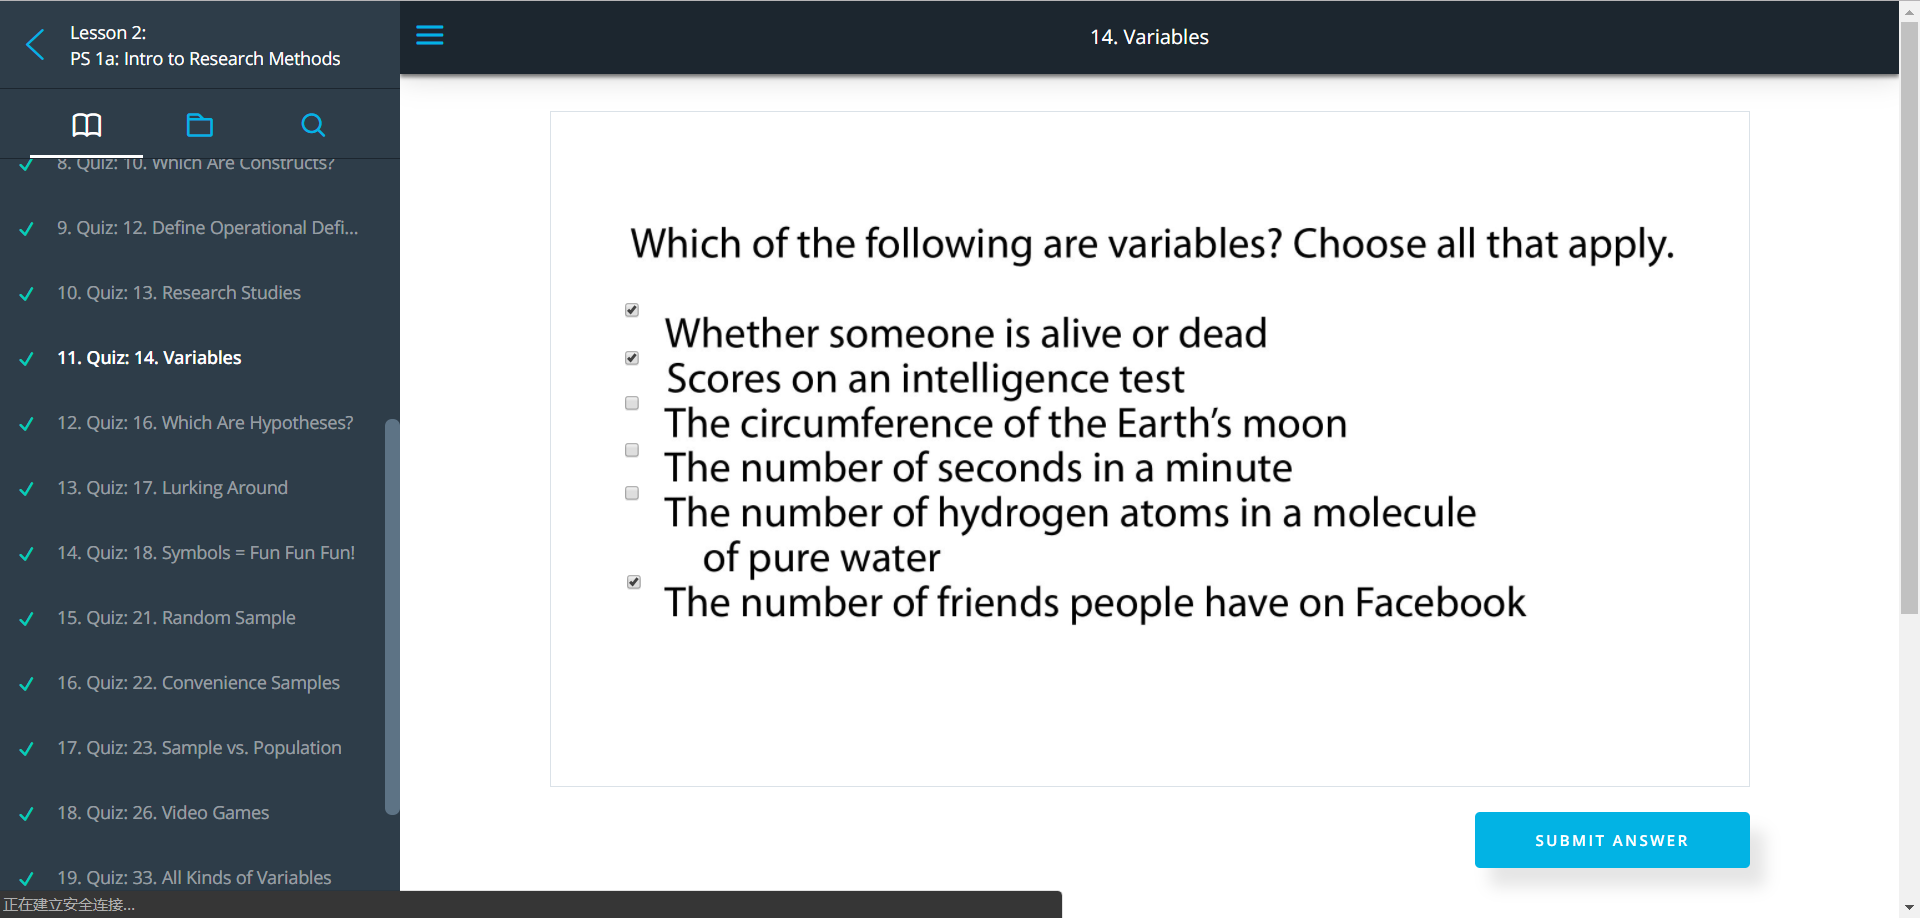 Lesson 2:
PS 1a: Intro to Research Methods
8. Quiz: 10. Which Are Constructs?
9. Quiz: 12. Define Operational Defi...
10. Quiz: 13. Research Studies
11. Quiz: 14. Variables
12. Quiz: 16. Which Are Hypotheses?
13. Quiz: 17. Lurking Around
14. Quiz: 18. Symbols = Fun Fun Fun!
15. Quiz: 21. Random Sample
16. Quiz: 22. Convenience Samples
17. Quiz: 23. Sample vs. Population
18. Quiz: 26. Video Games
19. Quiz: 33. All Kinds of Variables
正在建立安全连接...
14. Variables
Which of the following are variables? Choose all that apply.
Whether someone is alive or dead
Scores on an intelligence test
The circumference of the Earth’s moon
The number of seconds in a minute
The number of hydrogen atoms in a molecule
of pure water
The number of friends people have on Facebook
SUBMIT ANSWER